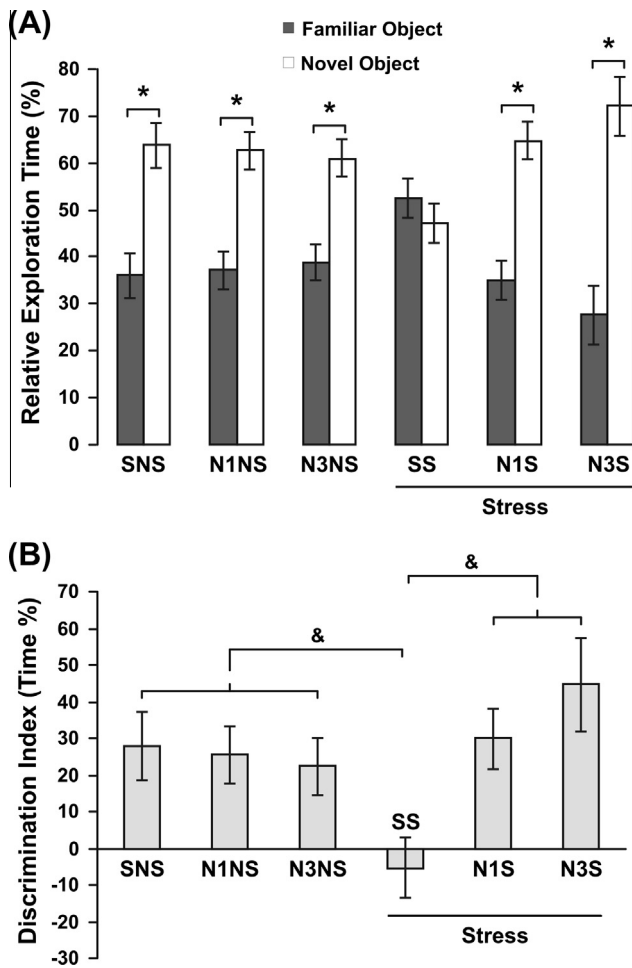 (A)
Familiar Object
Novel Object
Relative Exploration Time (%)
80
70
60
50
40
30
20
10
0
* * * * *
SNS N1NS N3NS SS N1S N3S
Stress
(B)
Discrimination Index (Time %)
70
60
50
40
30
20
10
0
-10
-20
-30
&
&
SS
SNS N1NS N3NS N1S N3S
Stress